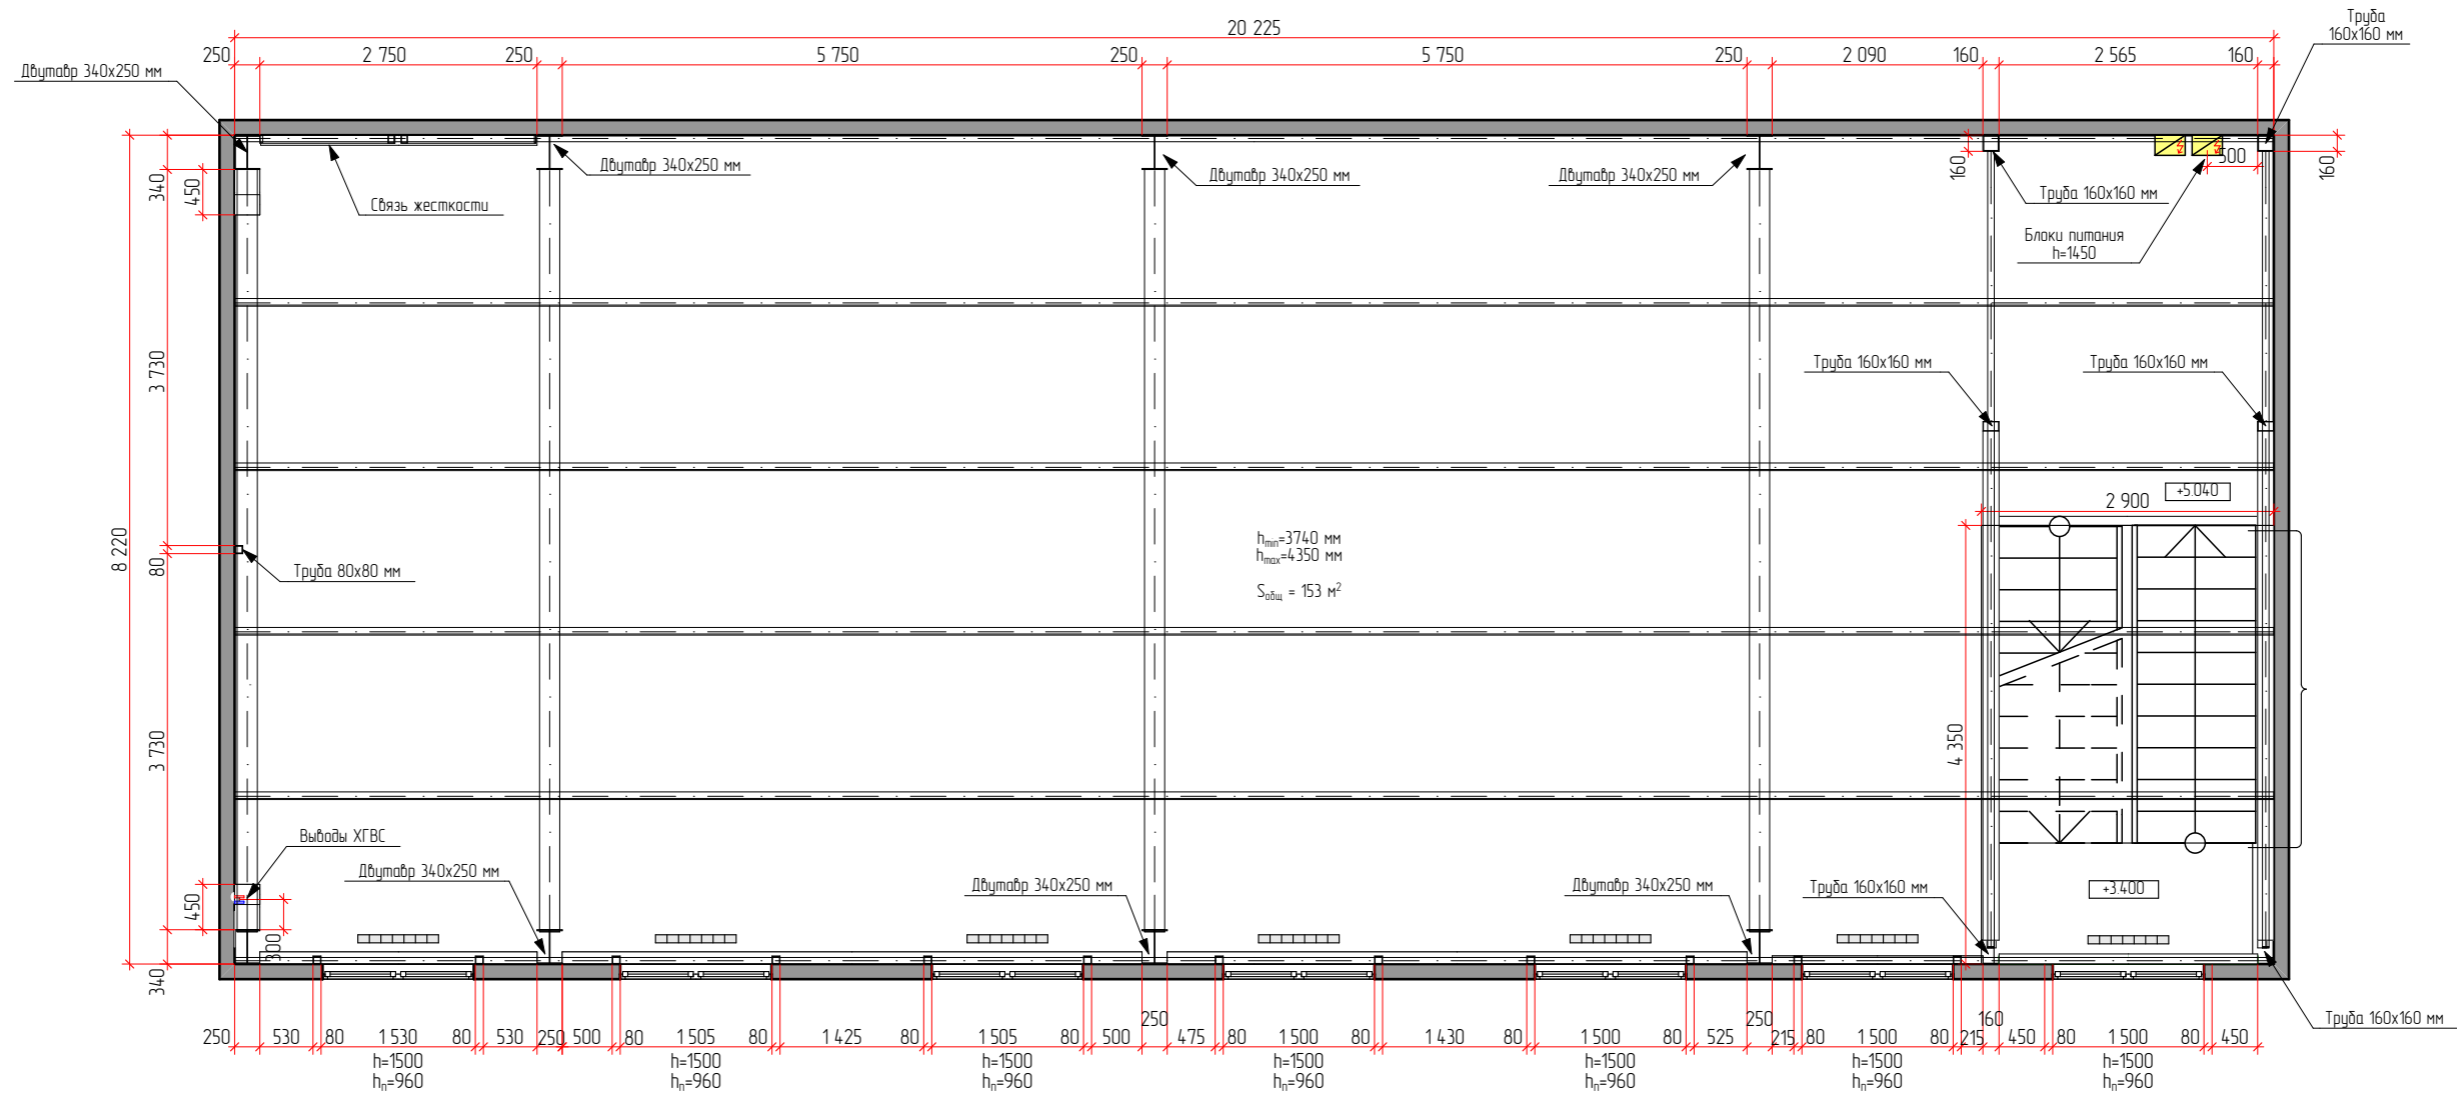 Труба
160х160 мм
20 225
250
2 750
250
5 750
250
5 750
250
2 090
160
2 565
160
Двутавр 340х250 мм
Двутавр 340х250 мм
Двутавр 340х250 мм
Двутавр 340х250 мм
340
450
Связь жесткости
160
500
160
Труба 160х160 мм
Блоки питания
h=1450
3 730
Труба 160х160 мм
Труба 160х160 мм
+5.040
2 900
8 220
80
Труба 80х80 мм
hmin=3740 мм
hmax=4350 мм
Sобщ = 153 м²
3 730
4 350
Выводы ХГВС
Двутавр 340х250 мм
Двутавр 340х250 мм
Двутавр 340х250 мм
Труба 160х160 мм
+3.400
450
300
340
Труба 160х160 мм
250
530
80
1 530
80
530
250
500
80
1 505
80
1 425
80
1 505
80
500
250
475
80
1 500
80
1 430
80
1 500
80
525
250
215
80
1 500
80
215
160
450
80
1 500
80
450
h=1500
hп=960
h=1500
hп=960
h=1500
hп=960
h=1500
hп=960
h=1500
hп=960
h=1500
hп=960
h=1500
hп=960